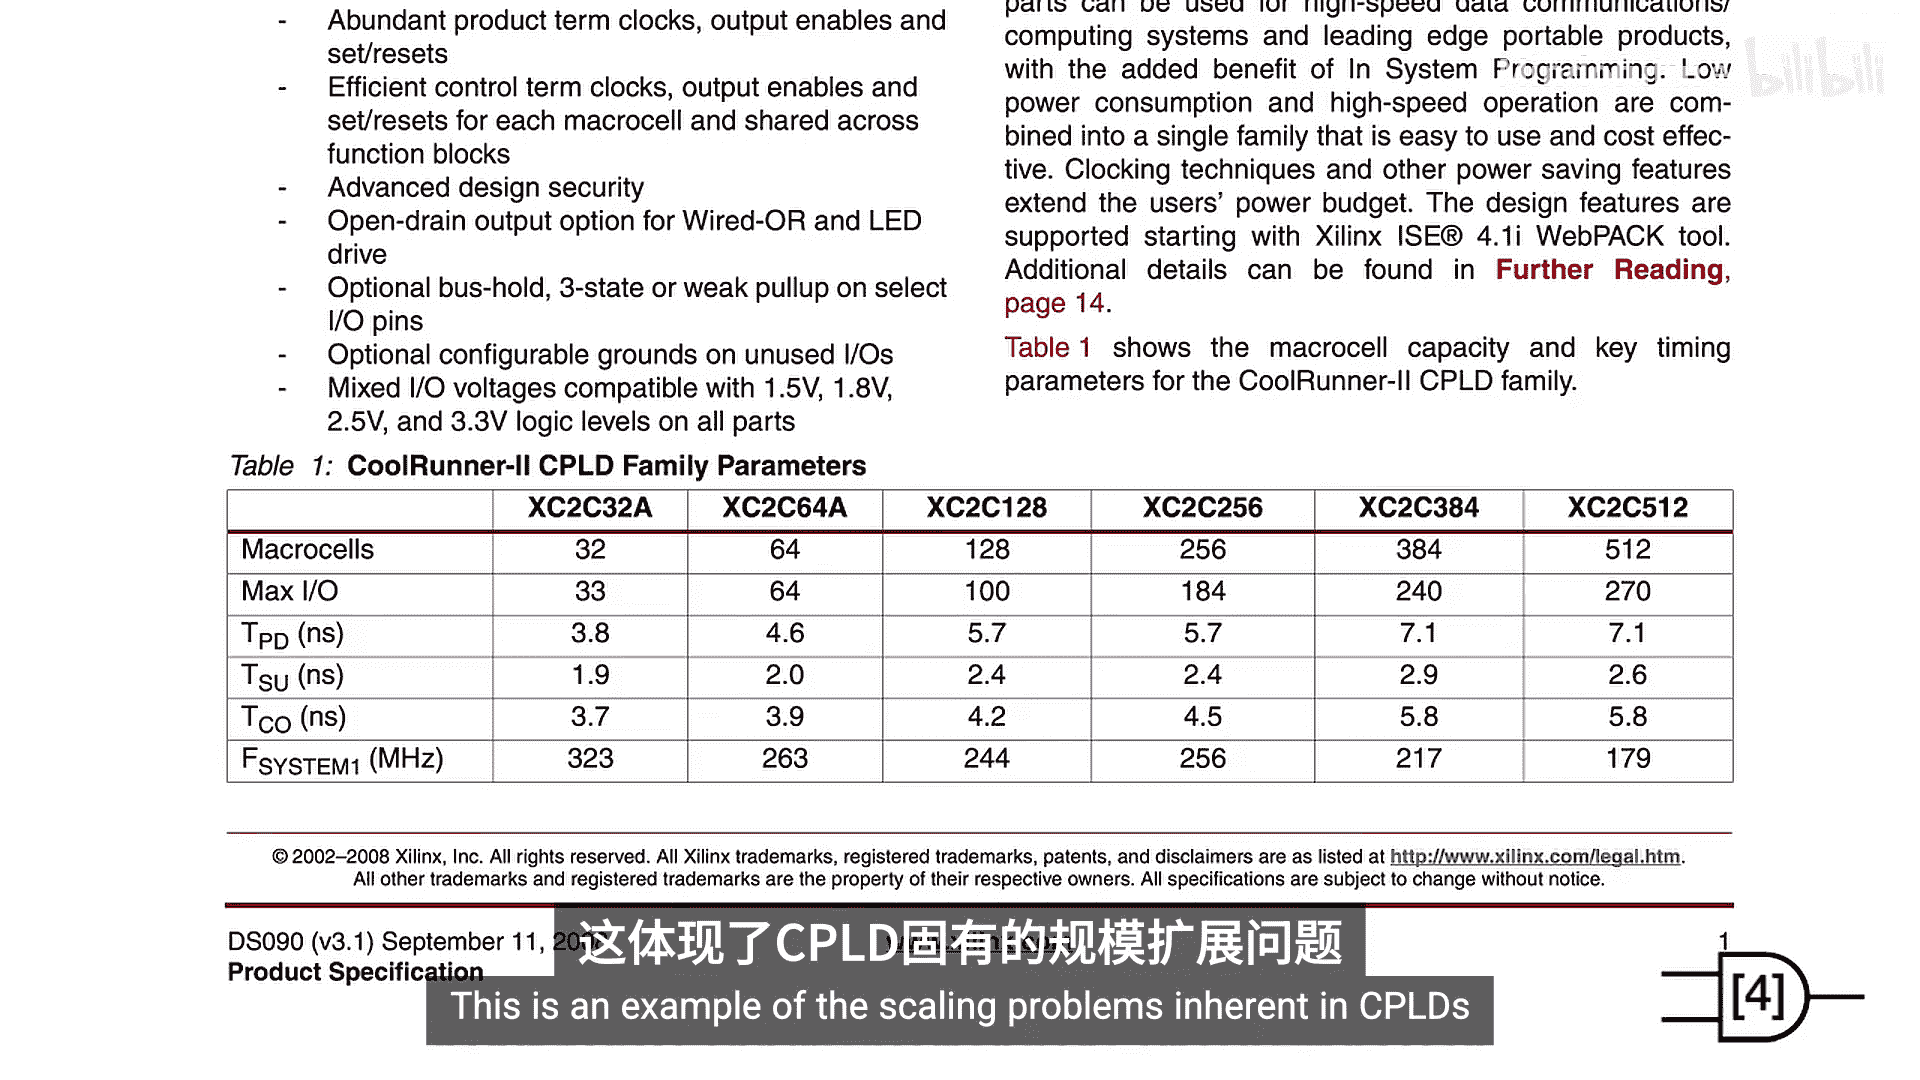 - Abundant product term clocks, output enables and
set/resets
- Efficient control term clocks, output enables and
set/resets for each macrocell and shared across
function blocks
- Advanced design security
- Open-drain output option for Wired-OR and LED
drive
- Optional bus-hold, 3-state or weak pullup on select
I/O pins
- Optional configurable grounds on unused I/Os
- Mixed I/O voltages compatible with 1.5V, 1.8V,
2.5V, and 3.3V logic levels on all parts
parts can be used for high-speed data communications/
computing systems and leading edge portable products,
with the added benefit of In System Programming. Low
power consumption and high-speed operation are com-
bined into a single family that is easy to use and cost effec-
tive. Clocking techniques and other power saving features
extend the users' power budget. The design features are
supported starting with Xilinx ISE® 4.1i WebPACK tool.
Additional details can be found in Further Reading,
page 14.
Table 1 shows the macrocell capacity and key timing
parameters for the CoolRunner-II CPLD family.
bilibili
Table 1: CoolRunner-II CPLD Family Parameters
XC2C32A XC2C64A XC2C128 XC2C256 XC2C384 XC2C512
Macrocells 32 64 128 256 384 512
Max I/O 33 64 100 184 240 270
TPD (ns) 3.8 4.6 5.7 5.7 7.1 7.1
TSU (ns) 1.9 2.0 2.4 2.4 2.9 2.6
TCO (ns) 3.7 3.9 4.2 4.5 5.8 5.8
FSYSTEM1 (MHz) 323 263 244 256 217 179
© 2002–2008 Xilinx, Inc. All rights reserved. All Xilinx trademarks, registered trademarks, patents, and disclaimers are as listed at http://www.xilinx.com/legal.htm.
All other trademarks and registered trademarks are the property of their respective owners. All specifications are subject to change without notice.
DS090 (v3.1) September 11, 1
Product Specification
这体现了CPLD固有的规模扩展问题
This is an example of the scaling problems inherent in CPLDs
[4]